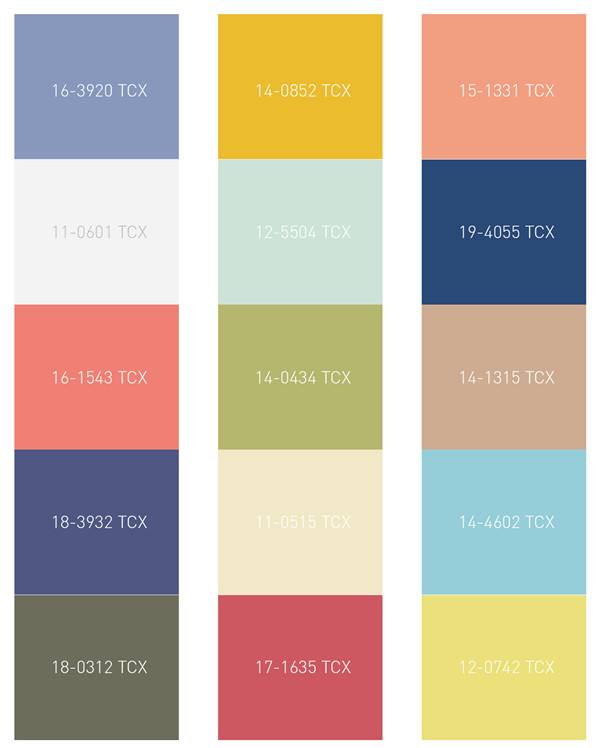 16-3920 TCX
14-0852 TCX
15-1331 TCX
11-0601 TCX
12-5504 TCX
19-4055 TCX
16-1543 TCX
14-0434 TCX
14-1315 TCX
18-3932 TCX
11-0515 TCX
14-4602 TCX
18-0312 TCX
17-1635 TCX
12-0742 TCX